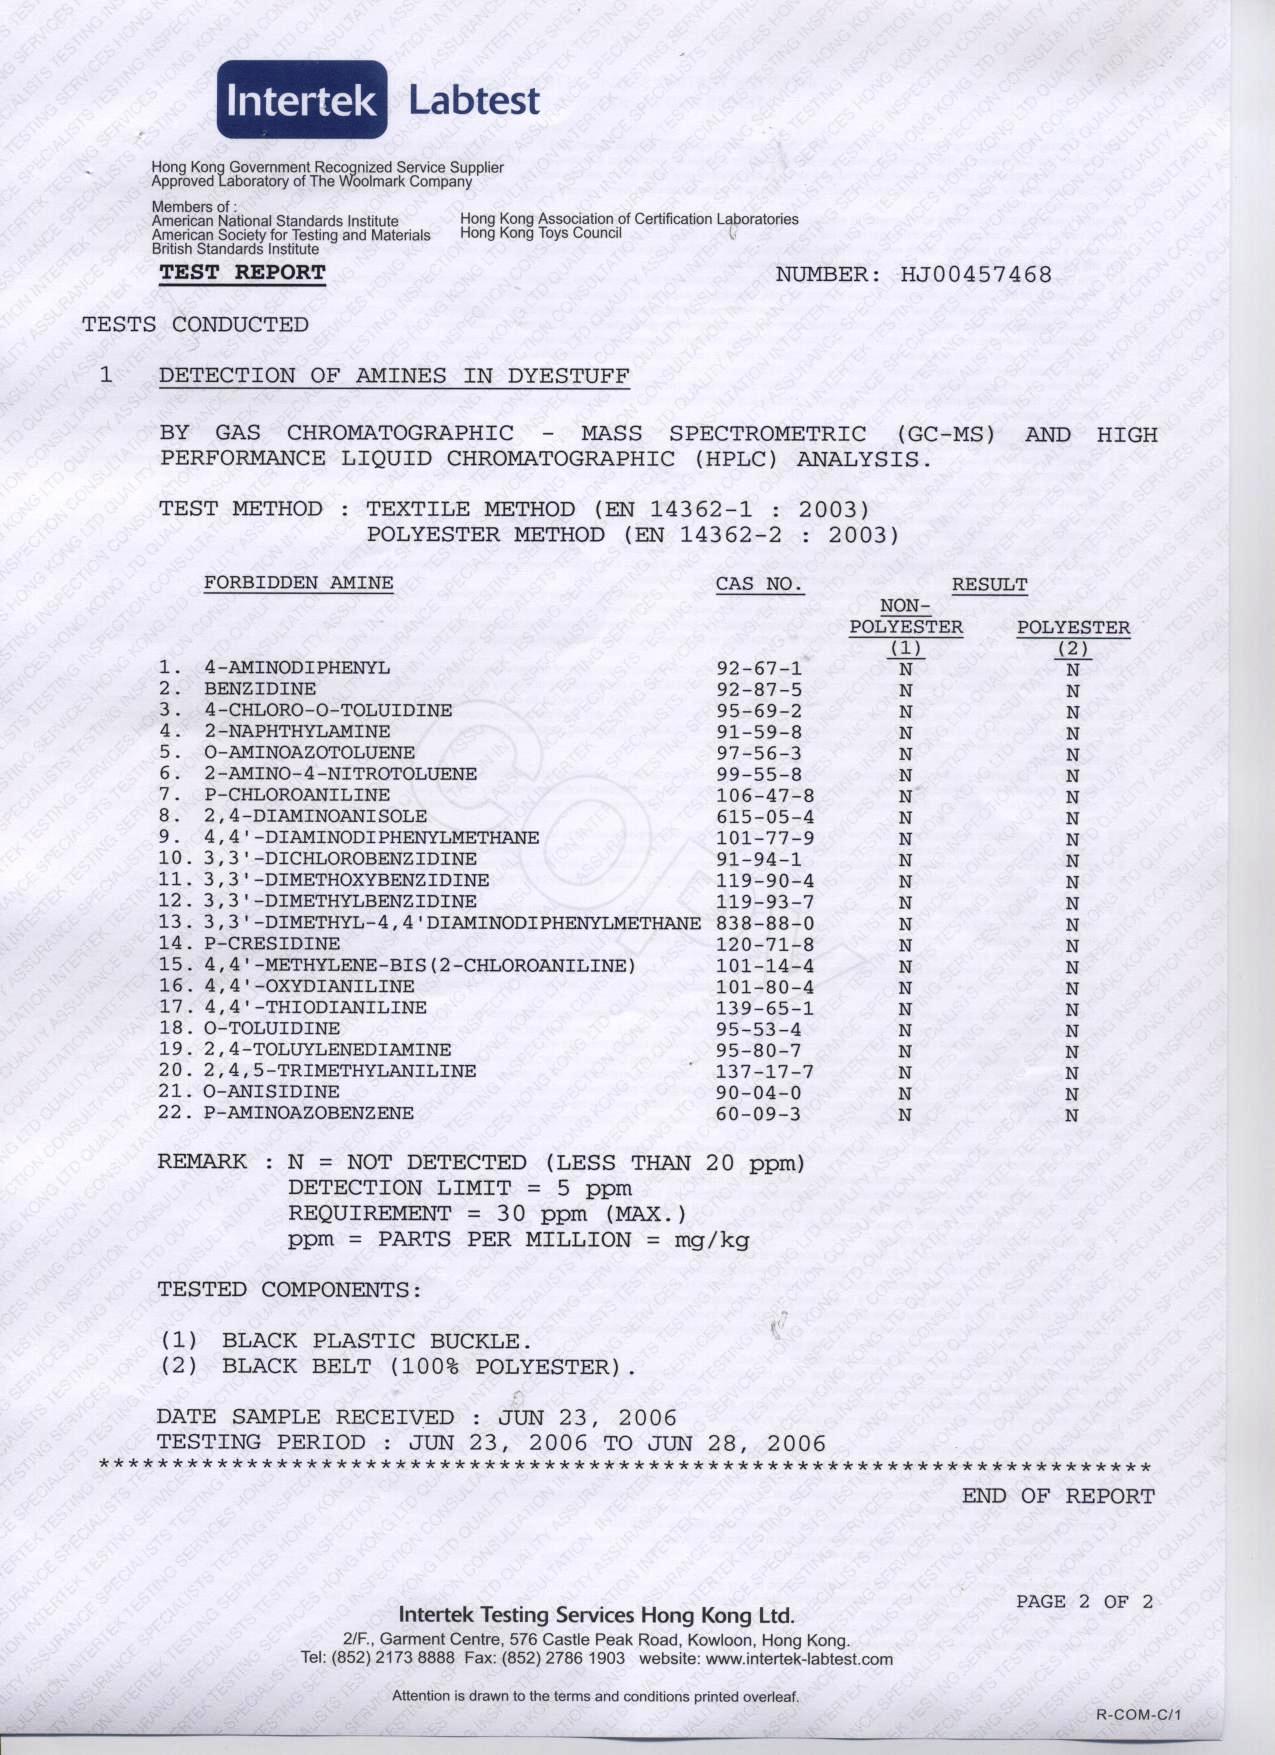 Intertek Labtest
Hong Kong Government Recognized Service Supplier
Approved Laboratory of The Woolmark Company
Members of :
American National Standards Institute
American Society for Testing and Materials
British Standards Institute
Hong Kong Association of Certification Laboratories
Hong Kong Toys Council
TEST REPORT NUMBER: HJ00457468
TESTS CONDUCTED
1 DETECTION OF AMINES IN DYESTUFF
BY GAS CHROMATOGRAPHIC - MASS SPECTROMETRIC (GC-MS) AND HIGH
PERFORMANCE LIQUID CHROMATOGRAPHIC (HPLC) ANALYSIS.
TEST METHOD : TEXTILE METHOD (EN 14362-1 : 2003)
POLYESTER METHOD (EN 14362-2 : 2003)
FORBIDDEN AMINE CAS NO. RESULT
NON-
POLYESTER POLYESTER
(1) (2)
1. 4-AMINODIPHENYL 92-67-1 N N
2. BENZIDINE 92-87-5 N N
3. 4-CHLORO-O-TOLUIDINE 95-69-2 N N
4. 2-NAPHTHYLAMINE 91-59-8 N N
5. O-AMINOAZOTOLUENE 97-56-3 N N
6. 2-AMINO-4-NITROTOLUENE 99-55-8 N N
7. P-CHLOROANILINE 106-47-8 N N
8. 2,4-DIAMINOANISOLE 615-05-4 N N
9. 4,4'-DIAMINODIPHENYLMETHANE 101-77-9 N N
10. 3,3'-DICHLOROBENZIDINE 91-94-1 N N
11. 3,3'-DIMETHOXYBENZIDINE 119-90-4 N N
12. 3,3'-DIMETHYLBENZIDINE 119-93-7 N N
13. 3,3'-DIMETHYL-4,4'DIAMINODIPHENYLMETHANE 838-88-0 N N
14. P-CRESIDINE 120-71-8 N N
15. 4,4'-METHYLENE-BIS(2-CHLOROANILINE) 101-14-4 N N
16. 4,4'-OXYDIANILINE 101-80-4 N N
17. 4,4'-THIODIANILINE 139-65-1 N N
18. O-TOLUIDINE 95-53-4 N N
19. 2,4-TOLUYLENEDIAMINE 95-80-7 N N
20. 2,4,5-TRIMETHYLANILINE 137-17-7 N N
21. O-ANISIDINE 90-04-0 N N
22. P-AMINOAZOBENZENE 60-09-3 N N
REMARK : N = NOT DETECTED (LESS THAN 20 ppm)
DETECTION LIMIT = 5 ppm
REQUIREMENT = 30 ppm (MAX.)
ppm = PARTS PER MILLION = mg/kg
TESTED COMPONENTS:
(1) BLACK PLASTIC BUCKLE.
(2) BLACK BELT (100% POLYESTER).
DATE SAMPLE RECEIVED : JUN 23, 2006
TESTING PERIOD : JUN 23, 2006 TO JUN 28, 2006
***********************************************************************
END OF REPORT
PAGE 2 OF 2
Intertek Testing Services Hong Kong Ltd.
2/F., Garment Centre, 576 Castle Peak Road, Kowloon, Hong Kong.
Tel: (852) 2173 8888 Fax: (852) 2786 1903 website: www.intertek-labtest.com
Attention is drawn to the terms and conditions printed overleaf.
R-COM-C/1